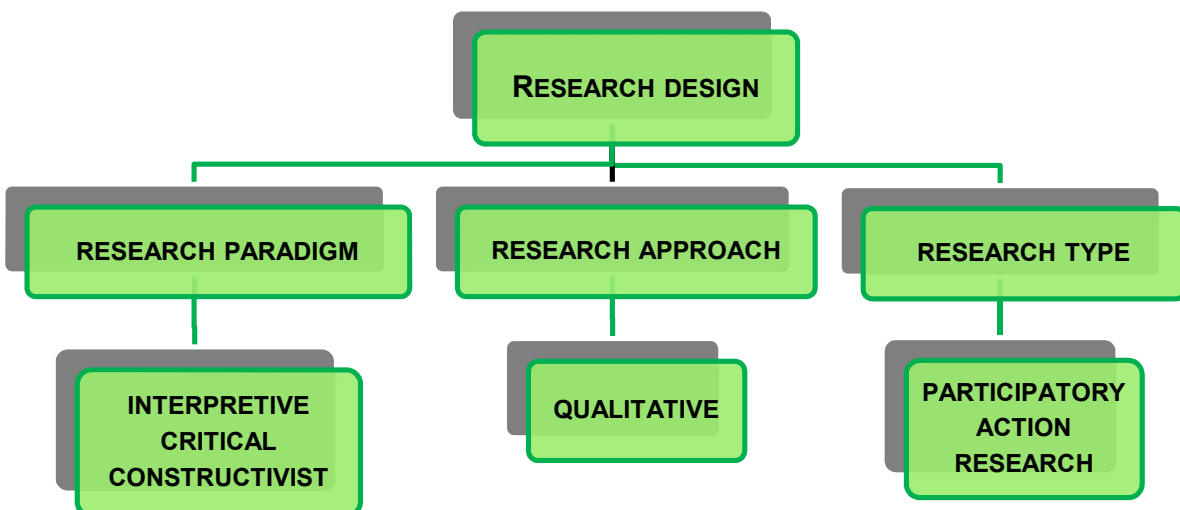 RESEARCH DESIGN
RESEARCH PARADIGM
RESEARCH APPROACH
RESEARCH TYPE
INTERPRETIVE
CRITICAL
CONSTRUCTIVIST
QUALITATIVE
PARTICIPATORY
ACTION
RESEARCH